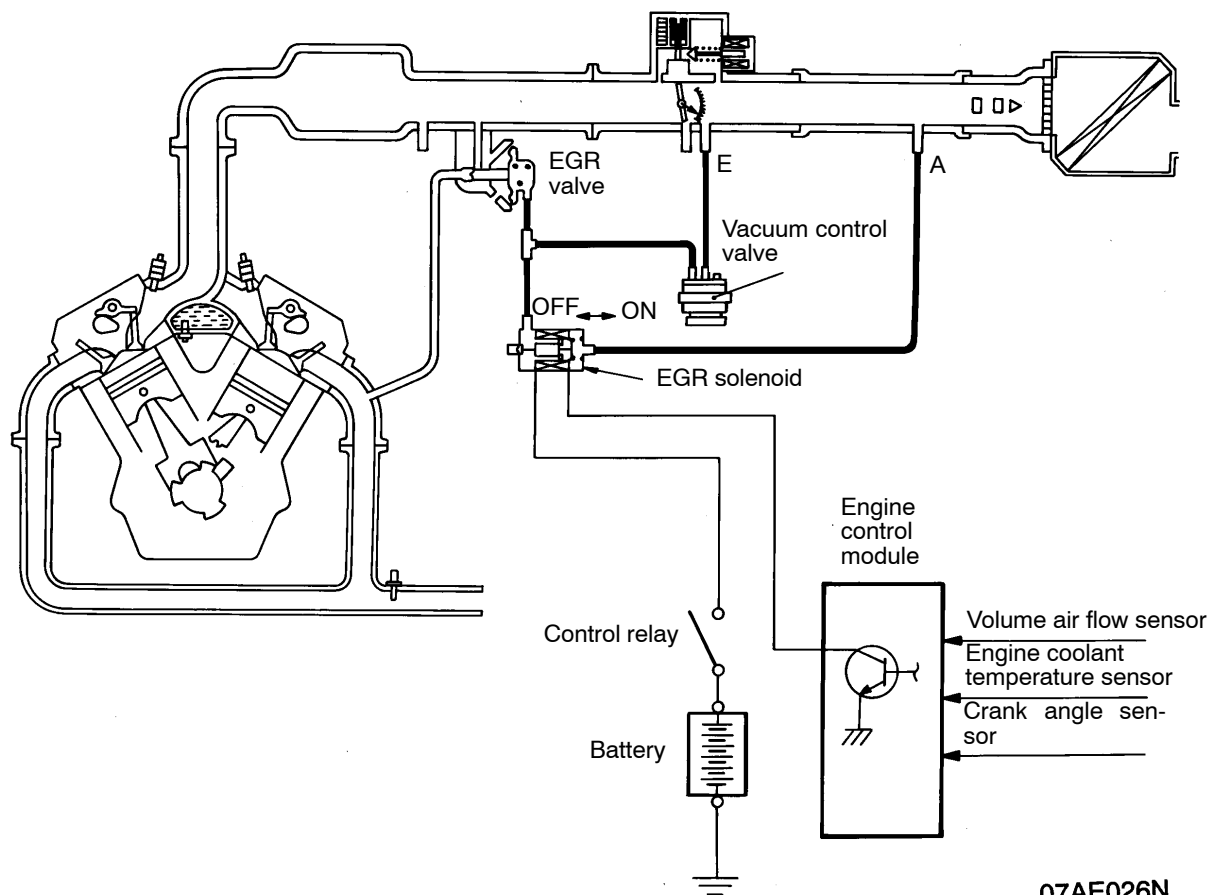 EGR
valve
E
A
Vacuum control
valve
OFF ↔ ON
EGR solenoid
Engine
control
module
Control relay
Battery
Volume air flow sensor
Engine coolant
temperature sensor
Crank angle sen-
sor
07AE026N